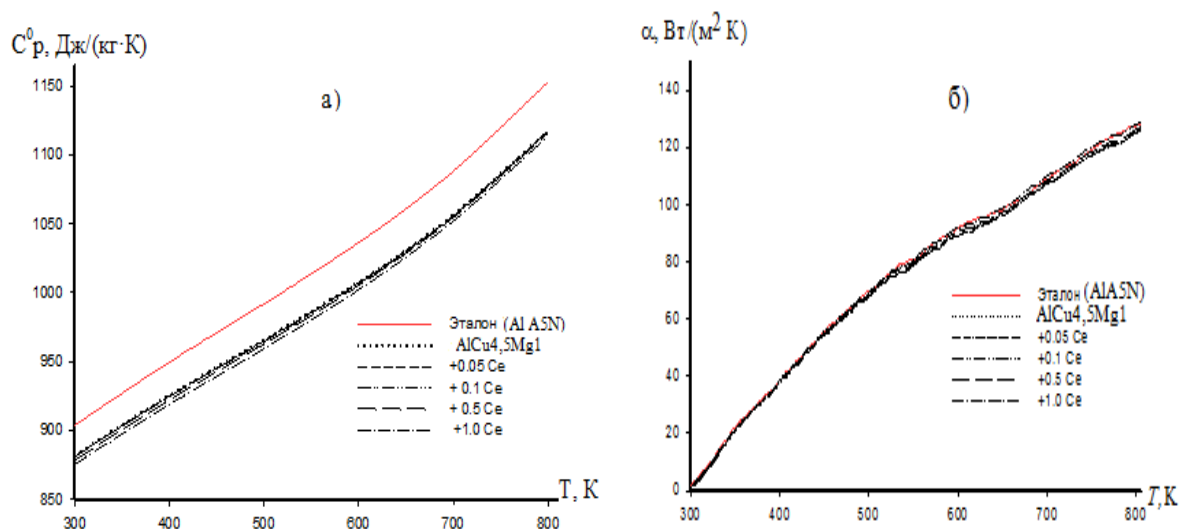 C⁰p, Дж/(кг·К)
а)
1150
1100
1050
1000
950
900
850
300
400
500
600
700
800
T, K
Эталон (Al A5N)
AlCu4,5Mg1
+0.05 Ce
+ 0.1 Ce
+ 0.5 Ce
+1.0 Ce
α, Вт/(м² К)
б)
140
120
100
80
60
40
20
0
300
400
500
600
700
800
T,K
Эталон (AlA5N)
AlCu4,5Mg1
+0.05 Ce
+0.1 Ce
+0.5 Ce
+1.0 Ce